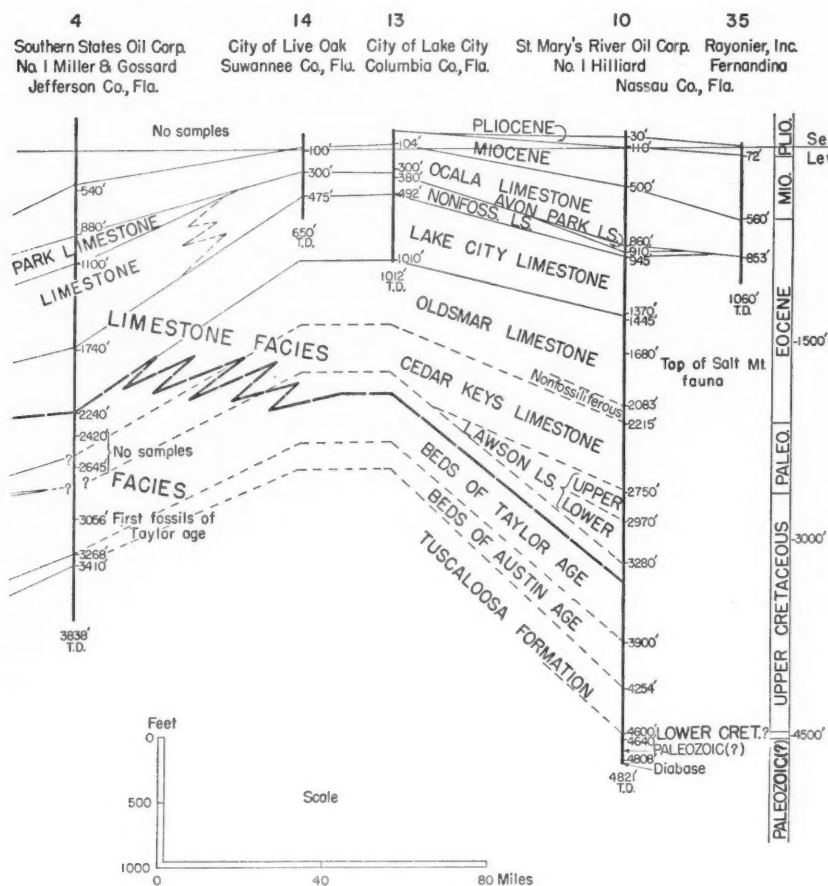 4
Southern States Oil Corp.
No. 1 Miller & Gossard
Jefferson Co., Fla.
14
City of Live Oak
Suwannee Co., Fla.
13
City of Lake City
Columbia Co., Fla.
10
St. Mary's River Oil Corp.
No. 1 Hilliard
35
Rayonier, Inc.
Fernandina
Nassau Co., Fla.
No samples
540'
880'
1100'
1740'
2240'
2420'
2645'
No samples
3056'
First fossils of
Taylor age
3268'
3410'
3838'
T.D.
PARK LIMESTONE
LIMESTONE
LIMESTONE FACIES
FACIES
?
?
?
100'
300'
475'
650'
T.D.
104'
300'
380'
492'
1010'
1012'
T.D.
PLIOCENE
MIOCENE
OCALA LIMESTONE
AVON PARK LS.
NONFOSS. LS.
LAKE CITY LIMESTONE
OLDSMAR LIMESTONE
Nonfossiliferous
CEDAR KEYS LIMESTONE
LAWSON LS.
UPPER
LOWER
BEDS OF TAYLOR AGE
BEDS OF AUSTIN AGE
TUSCALOOSA FORMATION
30'
110'
500'
860'
910'
945'
1370'
1445'
1680'
Top of Salt Mt.
fauna
2083'
2215'
2750'
2970'
3280'
3900'
4254'
4600'
LOWER CRET.?
4640'
PALEOZOIC(?)
4808'
Diabase
4821'
T.D.
72'
560'
853'
1060'
T.D.
PLIO.
MIO.
EOCENE
PALEO.
UPPER CRETACEOUS
PALEOZOIC(?)
Se
Lev
1500'
3000'
4500'
Feet
0
500
1000
Scale
0
40
80 Miles